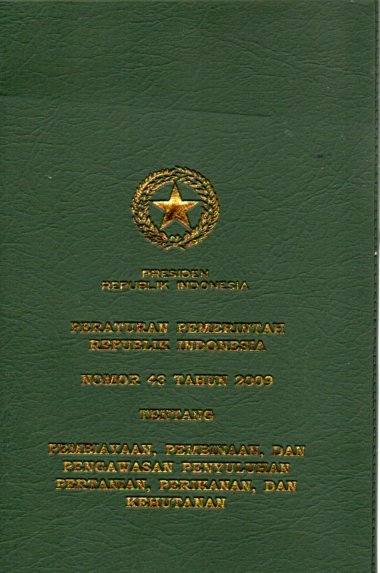 PRESIDEN
REPUBLIK INDONESIA
PERATURAN PEMERINTAH
REPUBLIK INDONESIA
NOMOR 43 TAHUN 2009
TENTANG
PEMBIAYAAN, PEMBINAAN, DAN
PENGAWASAN PENYULUHAN
PERTANIAN, PERIKANAN, DAN
KEHUTANAN